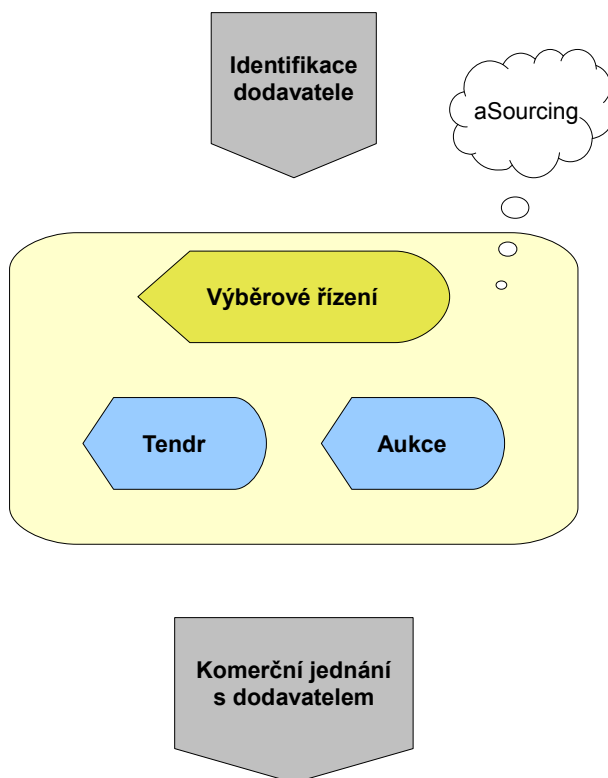 Identifikace
dodavatele
aSourcing
Výběrové řízení
Tendr
Aukce
Komerční jednání
s dodavatelem